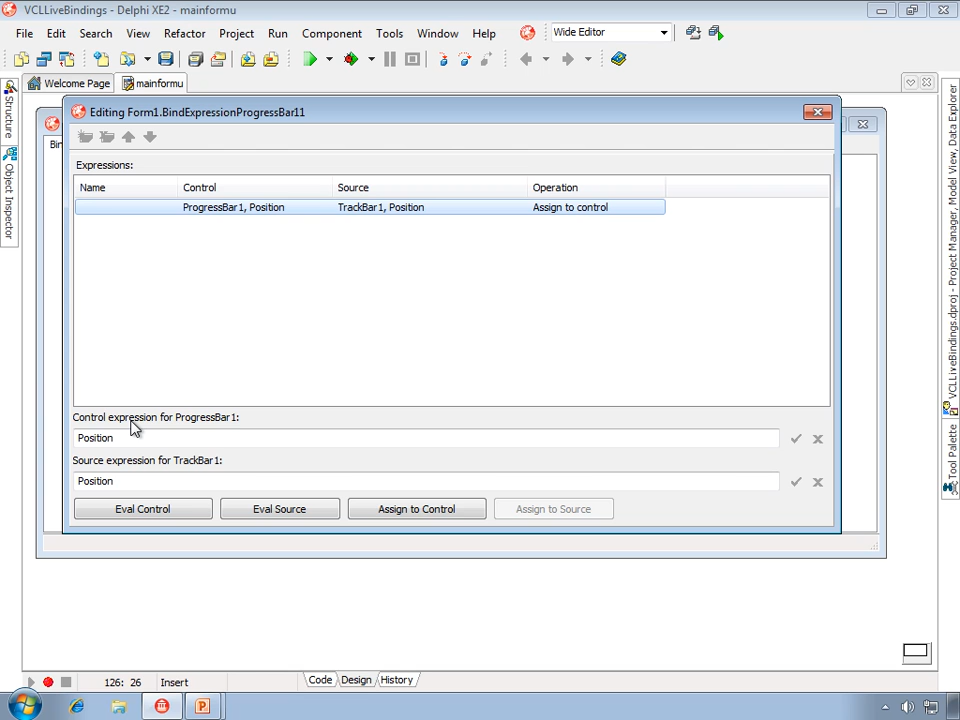 VCLLiveBindings - Delphi XE2 - mainformu
File Edit Search View Refactor Project Run Component Tools Window Help
Wide Editor
Welcome Page mainformu
Structure
Object Inspector
Bin
Editing Form1.BindExpressionProgressBar11
Expressions:
Name Control Source Operation
ProgressBar1, Position TrackBar1, Position Assign to control
Control expression for ProgressBar1:
Position
Source expression for TrackBar1:
Position
Eval Control Eval Source Assign to Control Assign to Source
VCLLiveBindings.dproj - Project Manager, Model View, Data Explorer
Tool Palette
126: 26 Insert Code Design History